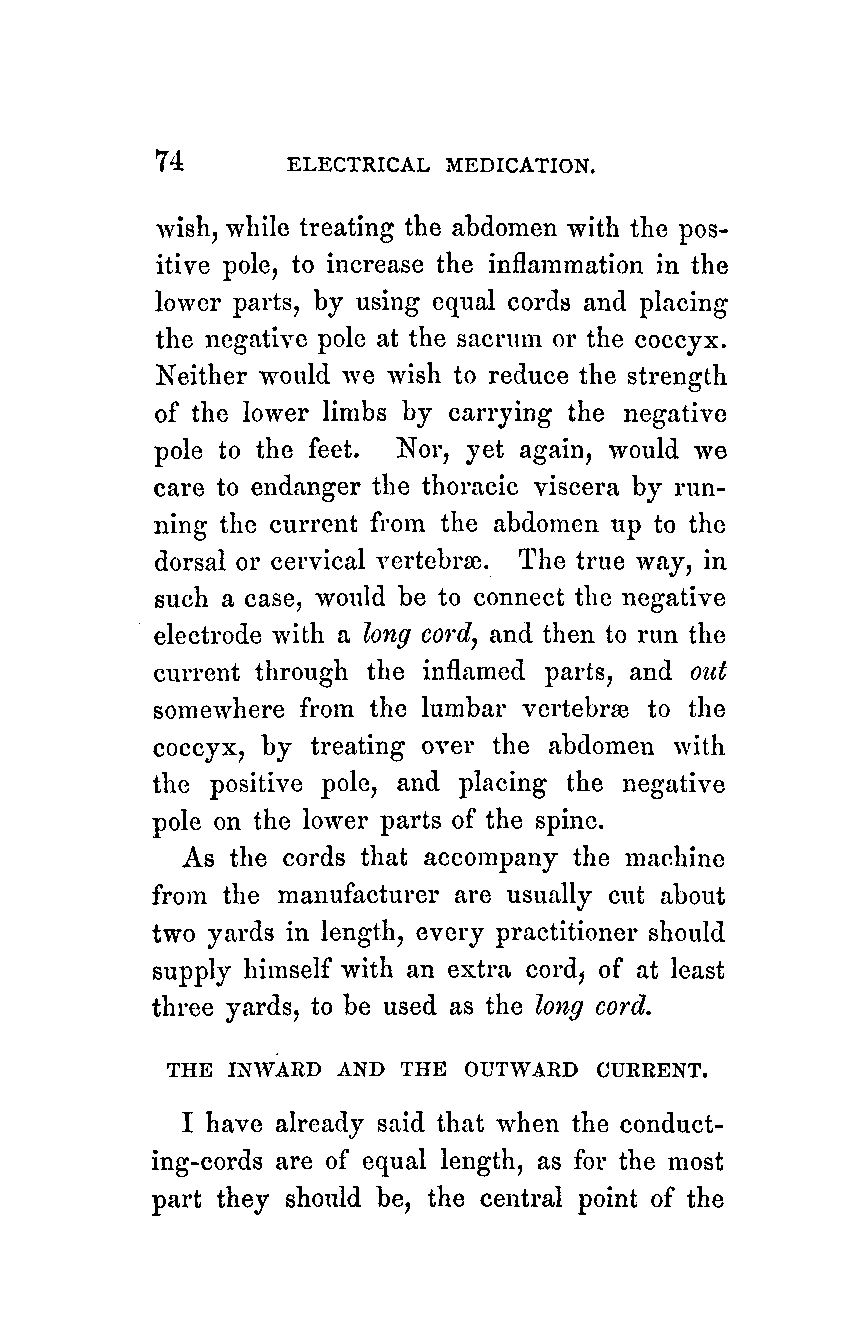 74 ELECTRICAL MEDICATION.
wish, while treating the abdomen with the pos-
itive pole, to increase the inflammation in the
lower parts, by using equal cords and placing
the negative pole at the sacrum or the coccyx.
Neither would we wish to reduce the strength
of the lower limbs by carrying the negative
pole to the feet. Nor, yet again, would we
care to endanger the thoracic viscera by run-
ning the current from the abdomen up to the
dorsal or cervical vertebræ. The true way, in
such a case, would be to connect the negative
electrode with a long cord, and then to run the
current through the inflamed parts, and out
somewhere from the lumbar vertebræ to the
coccyx, by treating over the abdomen with
the positive pole, and placing the negative
pole on the lower parts of the spine.
As the cords that accompany the machine
from the manufacturer are usually cut about
two yards in length, every practitioner should
supply himself with an extra cord, of at least
three yards, to be used as the long cord.
THE INWARD AND THE OUTWARD CURRENT.
I have already said that when the conduct-
ing-cords are of equal length, as for the most
part they should be, the central point of the